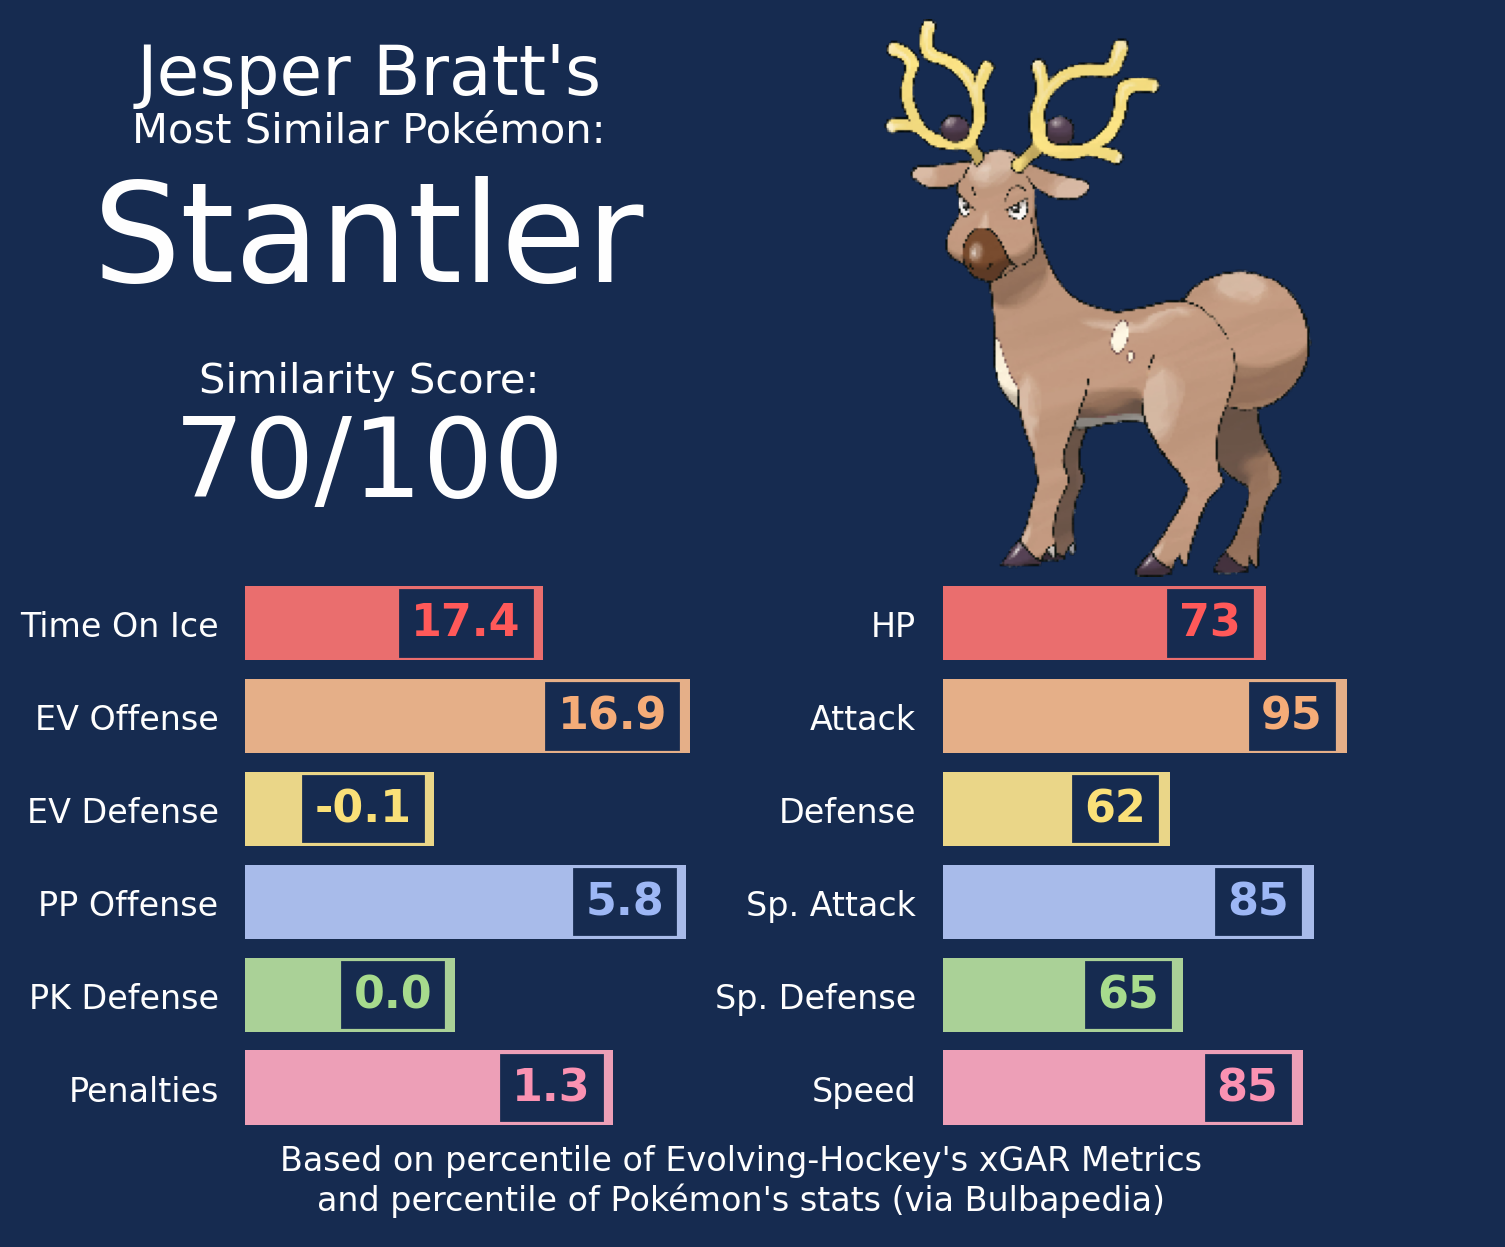 Jesper Bratt's
Most Similar Pokémon:
Stantler
Similarity Score:
70/100
Time On Ice 17.4
EV Offense 16.9
EV Defense -0.1
PP Offense 5.8
PK Defense 0.0
Penalties 1.3
HP 73
Attack 95
Defense 62
Sp. Attack 85
Sp. Defense 65
Speed 85
Based on percentile of Evolving-Hockey's xGAR Metrics
and percentile of Pokémon's stats (via Bulbapedia)